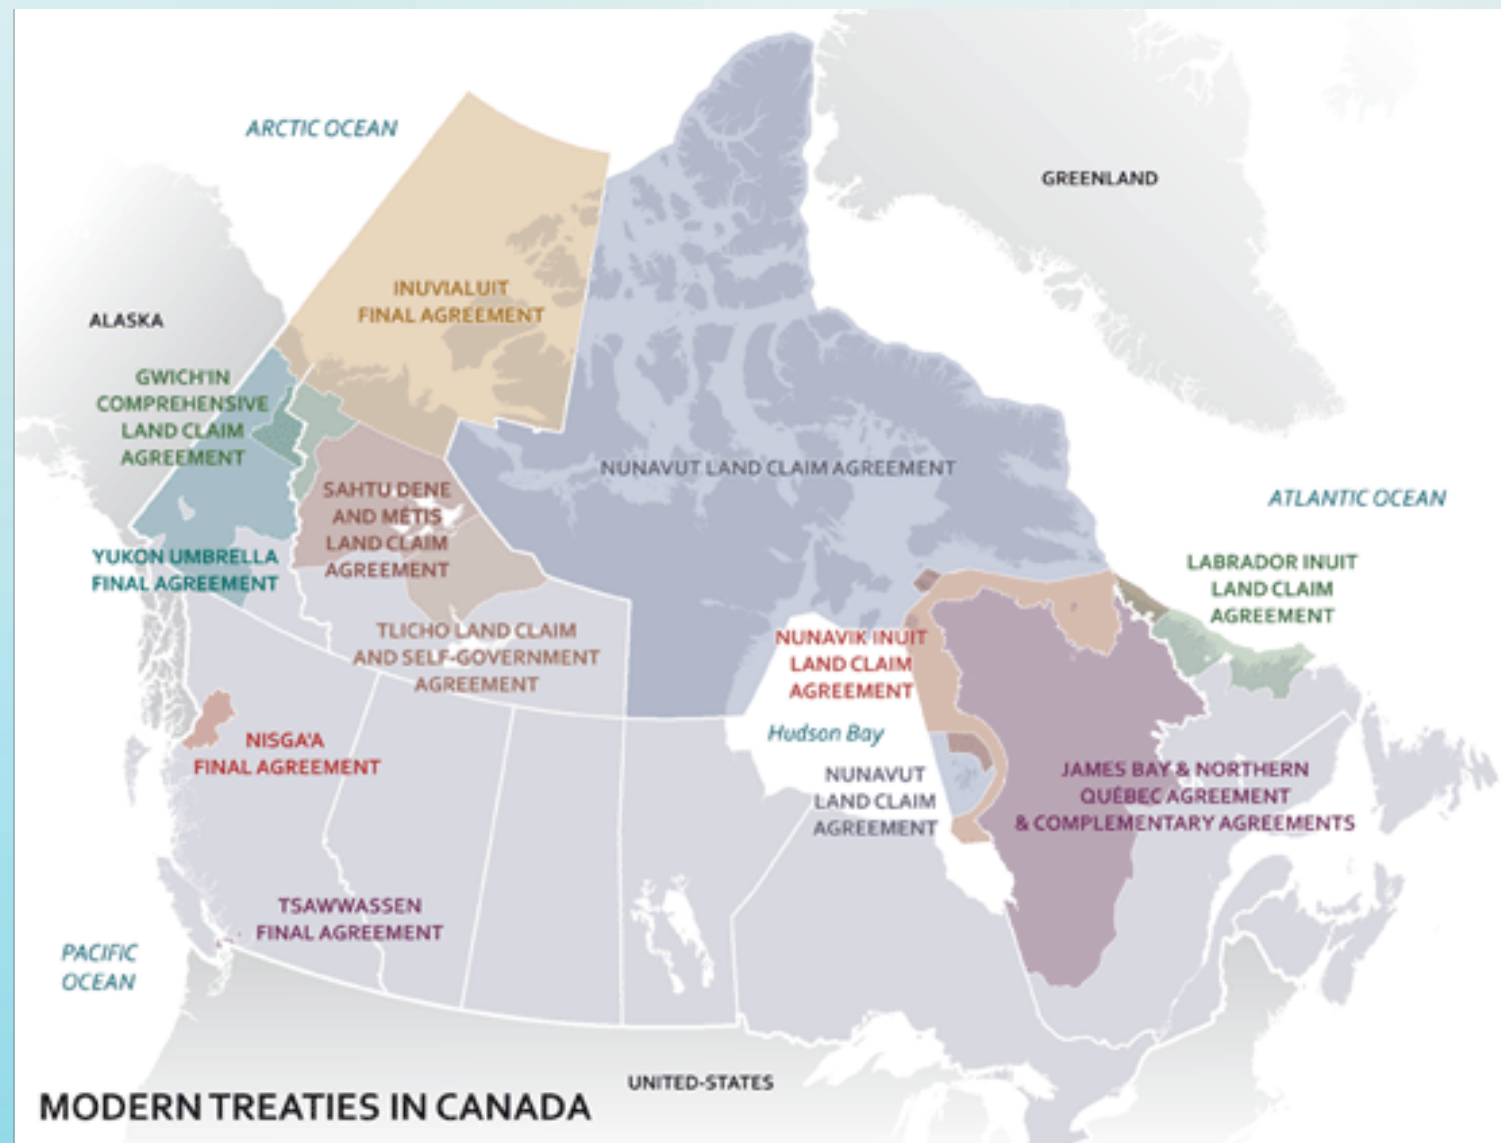 ARCTIC OCEAN
GREENLAND
INUVIALUIT
FINAL AGREEMENT
ALASKA
GWICH'IN
COMPREHENSIVE
LAND CLAIM
AGREEMENT
NUNAVUT LAND CLAIM AGREEMENT
SAHTU DENE
AND MÉTIS
LAND CLAIM
AGREEMENT
ATLANTIC OCEAN
YUKON UMBRELLA
FINAL AGREEMENT
LABRADOR INUIT
LAND CLAIM
AGREEMENT
TLICHO LAND CLAIM
AND SELF-GOVERNMENT
AGREEMENT
NUNAVIK INUIT
LAND CLAIM
AGREEMENT
Hudson Bay
NISGA'A
FINAL AGREEMENT
NUNAVUT
LAND CLAIM
AGREEMENT
JAMES BAY & NORTHERN
QUÉBEC AGREEMENT
& COMPLEMENTARY AGREEMENTS
TSAWWASSEN
FINAL AGREEMENT
PACIFIC
OCEAN
UNITED-STATES
MODERN TREATIES IN CANADA